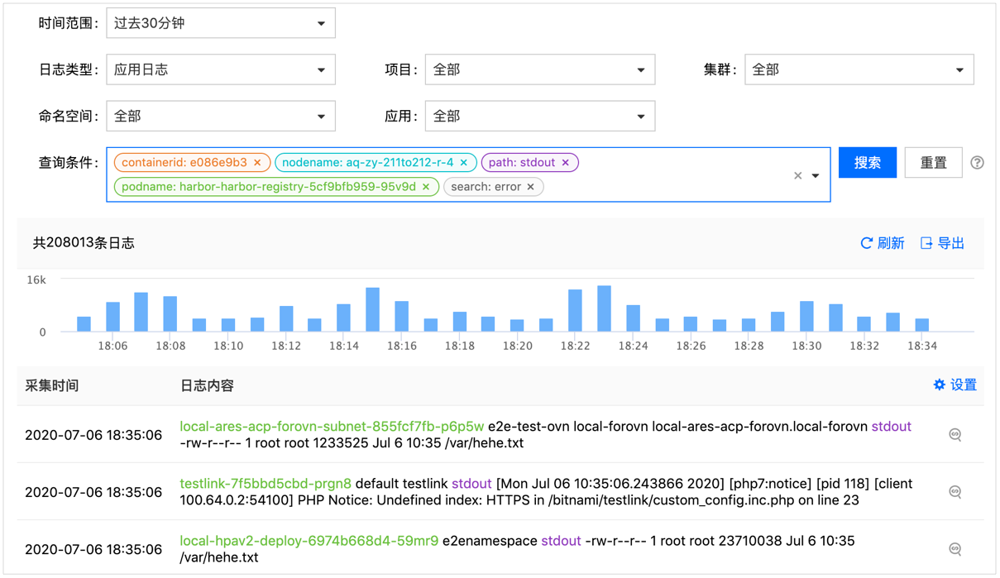 时间范围： 过去30分钟
日志类型： 应用日志 项目： 全部 集群： 全部
命名空间： 全部 应用： 全部
查询条件： containerid: e086e9b3 × nodename: aq-zy-211to212-r-4 × path: stdout × 搜索 重置
podname: harbor-harbor-registry-5cf9bfb959-95v9d × search: error ×
共208013条日志 刷新 导出
16k
0
18:06 18:08 18:10 18:12 18:14 18:16 18:18 18:20 18:22 18:24 18:26 18:28 18:30 18:32 18:34
采集时间 日志内容 设置
2020-07-06 18:35:06 local-ares-acp-forovn-subnet-855fcf7fb-p6p5w e2e-test-ovn local-forovn local-ares-acp-forovn.local-forovn stdout
-rw-r--r-- 1 root root 1233525 Jul 6 10:35 /var/hehe.txt
2020-07-06 18:35:06 testlink-7f5bbd5cbd-prgn8 default testlink stdout [Mon Jul 06 10:35:06.243866 2020] [php7:notice] [pid 118] [client
100.64.0.2:54100] PHP Notice: Undefined index: HTTPS in /bitnami/testlink/custom_config.inc.php on line 23
2020-07-06 18:35:06 local-hpav2-deploy-6974b668d4-59mr9 e2enamespace stdout -rw-r--r-- 1 root root 23710038 Jul 6 10:35
/var/hehe.txt